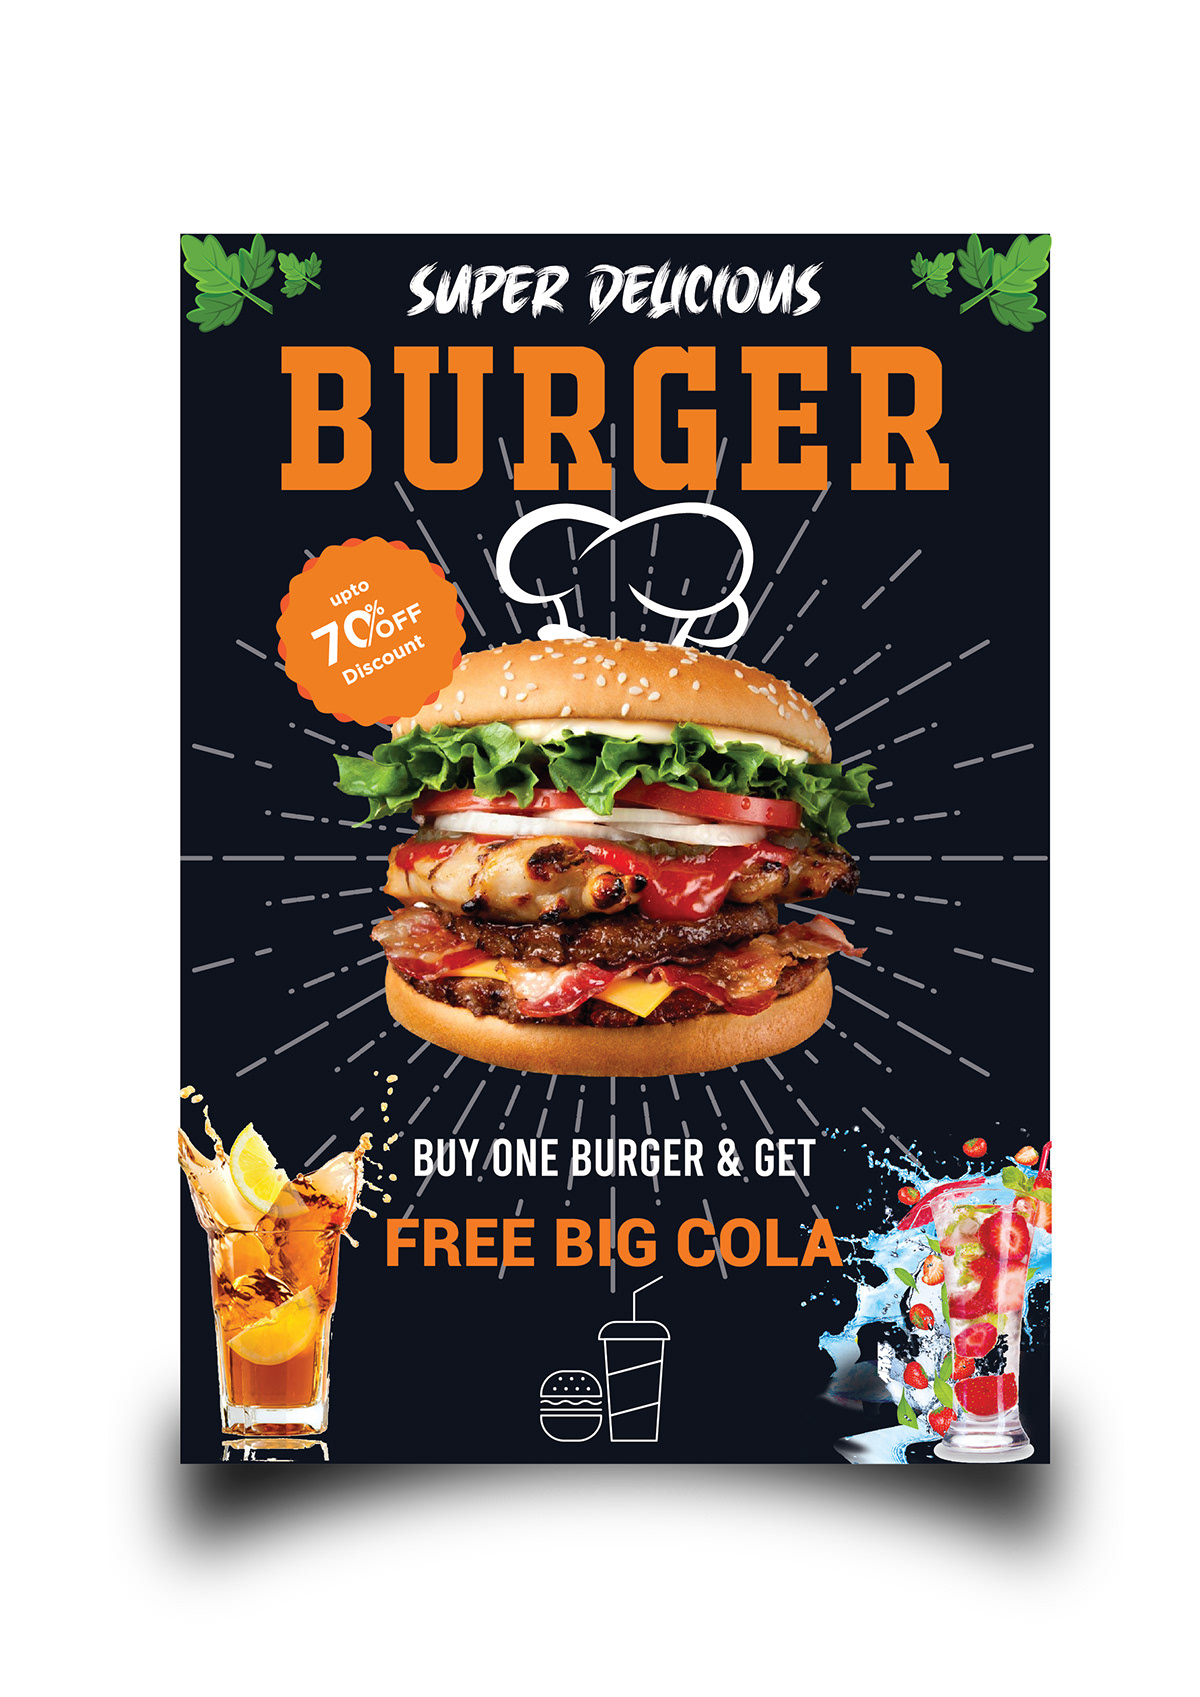 SUPER DELICIOUS
BURGER
upto
70% OFF
Discount
BUY ONE BURGER & GET
FREE BIG COLA